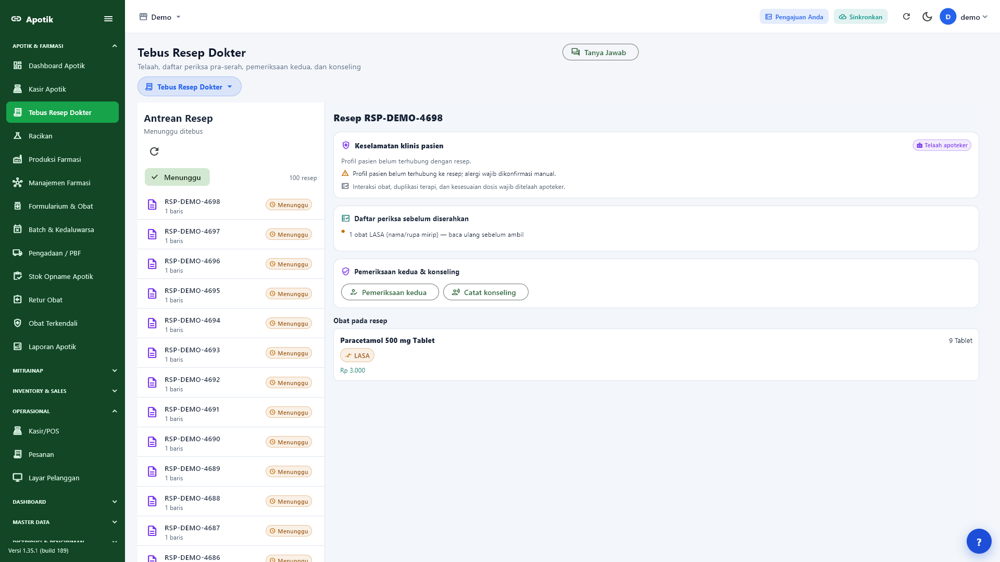 Apotik
APOTIK & FARMASI
Dashboard Apotik
Kasir Apotik
Tebus Resep Dokter
Racikan
Produksi Farmasi
Manajemen Farmasi
Formularium & Obat
Batch & Kedaluwarsa
Pengadaan / PBF
Stok Opname Apotik
Retur Obat
Obat Terkendali
Laporan Apotik
MITRAINAP
INVENTORY & SALES
OPERASIONAL
Kasir/POS
Pesanan
Layar Pelanggan
DASHBOARD
MASTER DATA
DISTRIBUSI & PENGIRIMAN
Versi 1.35.1 (build 189)
Demo
Pengajuan Anda
Sinkronkan
D
demo
Tebus Resep Dokter
Telaah, daftar periksa pra-serah, pemeriksaan kedua, dan konseling
Tanya Jawab
Tebus Resep Dokter
Antrean Resep
Menunggu ditebus
Menunggu
100 resep
RSP-DEMO-4698
1 baris
Menunggu
RSP-DEMO-4697
1 baris
Menunggu
RSP-DEMO-4696
1 baris
Menunggu
RSP-DEMO-4695
1 baris
Menunggu
RSP-DEMO-4694
1 baris
Menunggu
RSP-DEMO-4693
1 baris
Menunggu
RSP-DEMO-4692
1 baris
Menunggu
RSP-DEMO-4691
1 baris
Menunggu
RSP-DEMO-4690
1 baris
Menunggu
RSP-DEMO-4689
1 baris
Menunggu
RSP-DEMO-4688
1 baris
Menunggu
RSP-DEMO-4687
1 baris
Menunggu
RSP-DEMO-4686
Menunggu
Resep RSP-DEMO-4698
Keselamatan klinis pasien
Telaah apoteker
Profil pasien belum terhubung dengan resep.
Profil pasien belum terhubung ke resep; alergi wajib dikonfirmasi manual.
Interaksi obat, duplikasi terapi, dan kesesuaian dosis wajib ditelaah apoteker.
Daftar periksa sebelum diserahkan
1 obat LASA (nama/rupa mirip) — baca ulang sebelum ambil
Pemeriksaan kedua & konseling
Pemeriksaan kedua
Catat konseling
Obat pada resep
Paracetamol 500 mg Tablet
9 Tablet
LASA
Rp 3.000
?